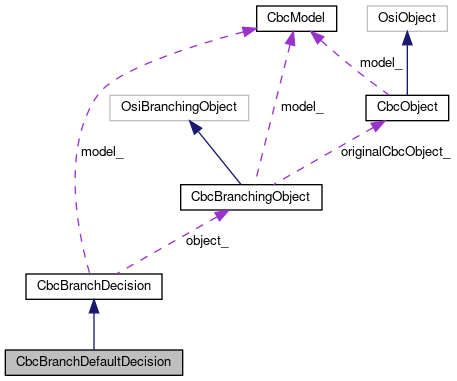 CbcModel
OsiObject
model_
OsiBranchingObject
model_
CbcObject
model_
originalCbcObject_
CbcBranchingObject
object_
CbcBranchDecision
CbcBranchDefaultDecision